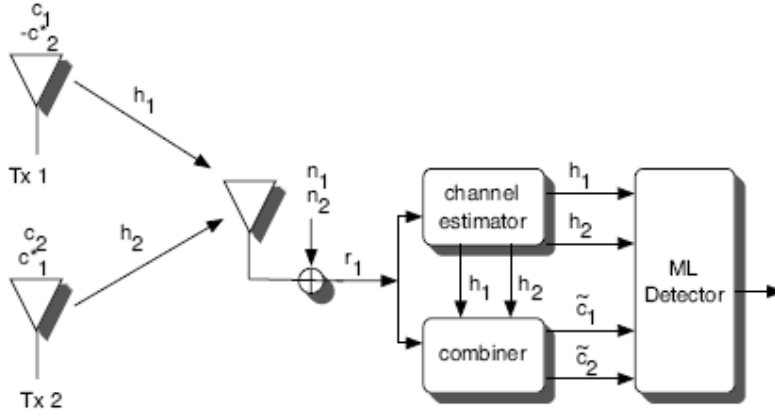 c₁
-c*₂
h₁
Tx 1
c₂
c*₁
h₂
Tx 2
n₁
n₂
r₁
channel
estimator
h₁
h₂
h₁
h₂
combiner
c̃₁
c̃₂
ML
Detector